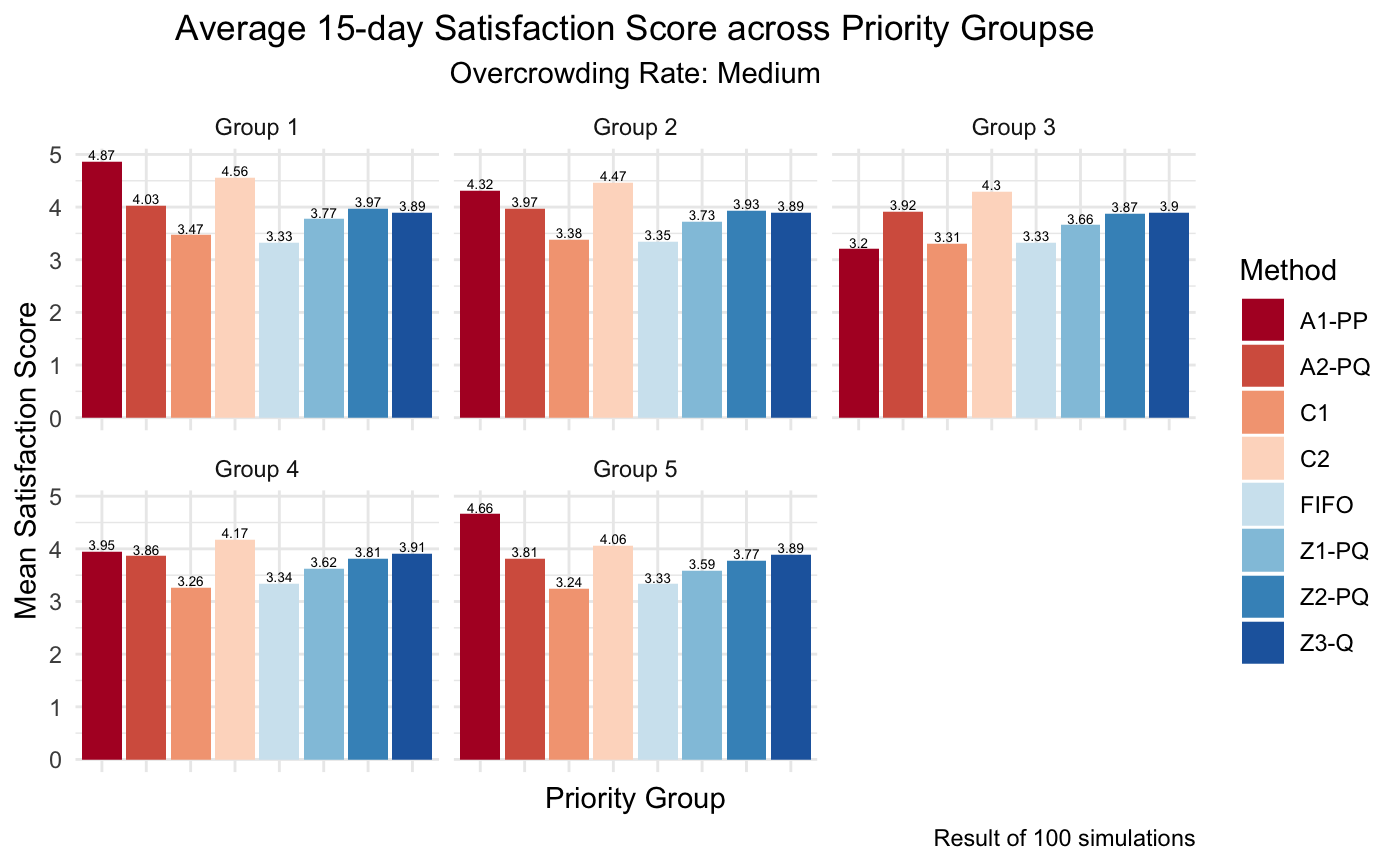 Average 15-day Satisfaction Score across Priority Groupse
Overcrowding Rate: Medium
Group 1
Group 2
Group 3
5
4
3
2
1
0
4.87
4.03
3.47
4.56
3.33
3.77
3.97
3.89
4.32
3.97
3.38
4.47
3.35
3.73
3.93
3.89
3.2
3.92
3.31
4.3
3.33
3.66
3.87
3.9
Group 4
Group 5
5
4
3
2
1
0
3.95
3.86
3.26
4.17
3.34
3.62
3.81
3.91
4.66
3.81
3.24
4.06
3.33
3.59
3.77
3.89
Mean Satisfaction Score
Priority Group
Result of 100 simulations
Method
A1-PP
A2-PQ
C1
C2
FIFO
Z1-PQ
Z2-PQ
Z3-Q